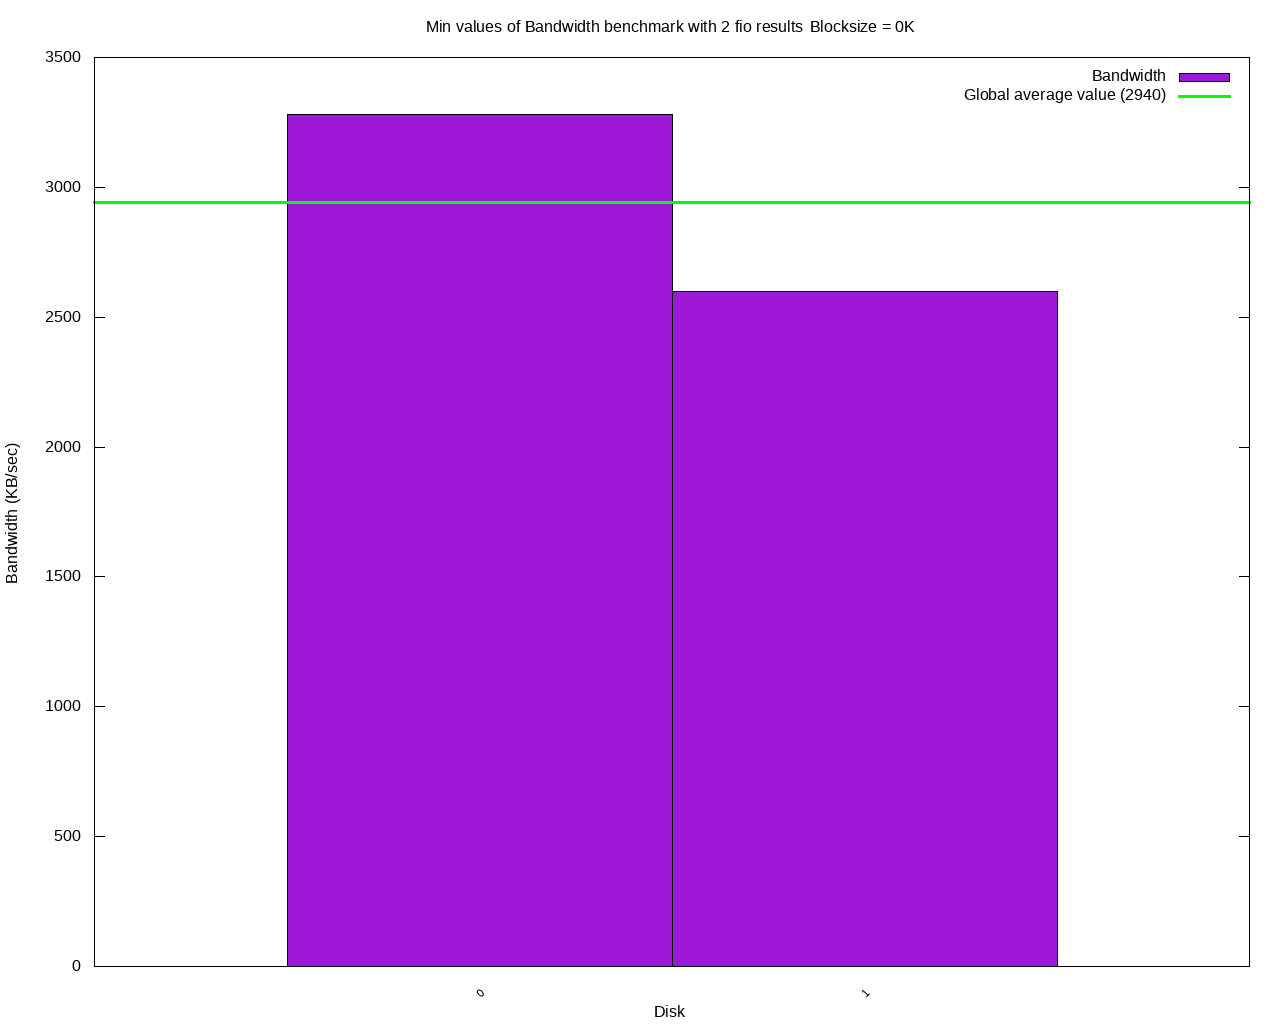 Min values of Bandwidth benchmark with 2 fio results Blocksize = 0K
Bandwidth
Global average value (2940)
3500
3000
2500
2000
1500
1000
500
0
Bandwidth (KB/sec)
0
1
Disk